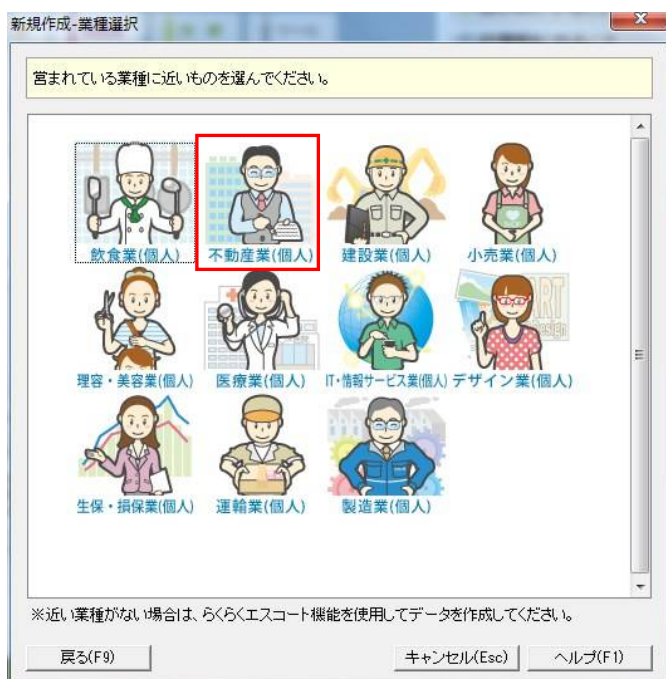 新規作成-業種選択
営まれている業種に近いものを選んでください。
飲食業(個人)
不動産業(個人)
建設業(個人)
小売業(個人)
理容・美容業(個人)
医療業(個人)
IT・情報サービス業(個人)
デザイン業(個人)
生保・損保業(個人)
運輸業(個人)
製造業(個人)
※近い業種がない場合は、らくらくエスコート機能を使用してデータを作成してください。
戻る(F9)
キャンセル(Esc)
ヘルプ(F1)